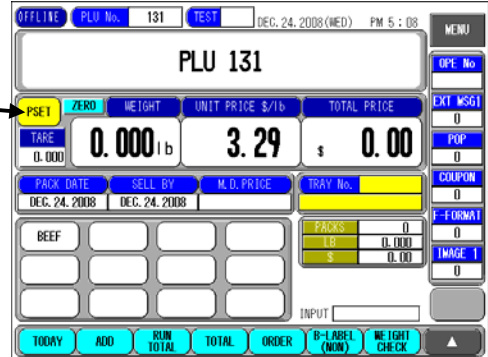 OFFLINE PLU No. 131 TEST DEC. 24. 2008(WED) PM 5:08 MENU
PLU 131
OPE No
PSET ZERO WEIGHT UNIT PRICE $/lb TOTAL PRICE
EXT MSG1
0
TARE
0.000
0.000 lb 3.29 $ 0.00
POP
0
PACK DATE SELL BY M.D.PRICE TRAY No.
DEC. 24. 2008 DEC. 24. 2008
COUPON
0
BEEF
PACKS 0
LB 0.000
$ 0.00
F-FORMAT
0
IMAGE 1
0
INPUT
TODAY ADD RUN TOTAL TOTAL ORDER B-LABEL (NON) WEIGHT CHECK